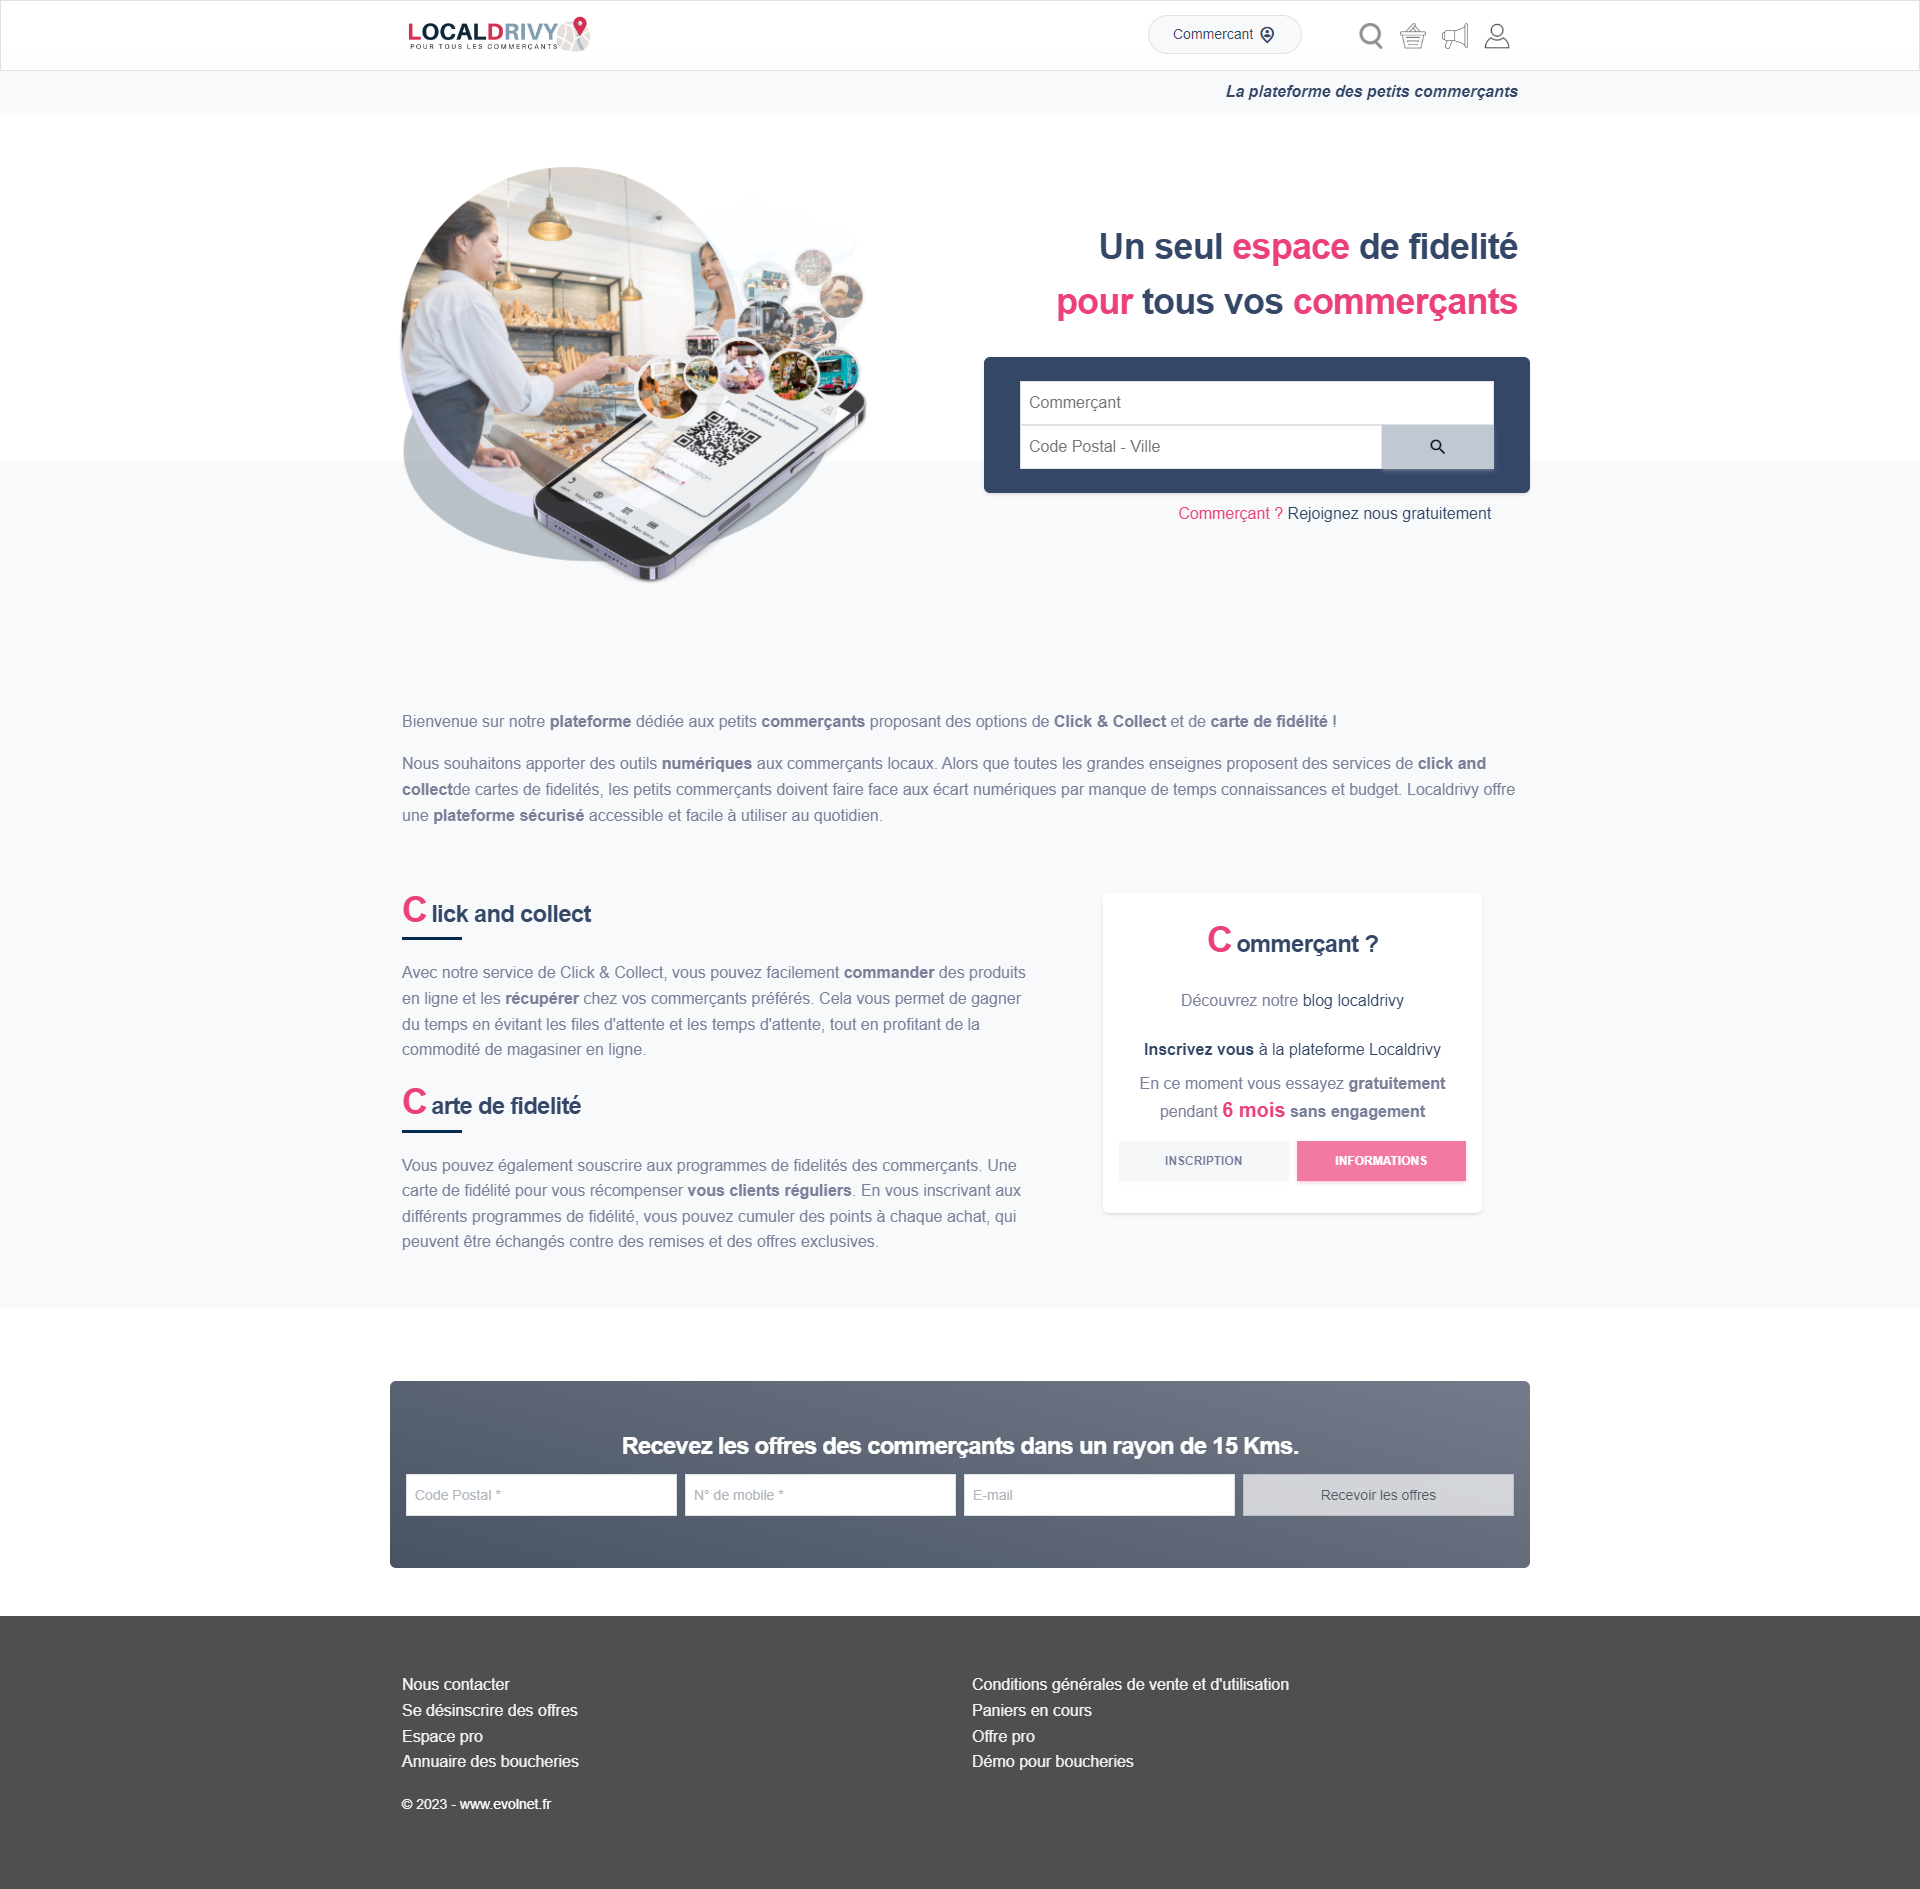 LOCALDRIVY
POUR TOUS LES COMMERÇANTS
Commercant
La plateforme des petits commerçants
Un seul espace de fidelité
pour tous vos commerçants
Commerçant
Code Postal - Ville
Commerçant ? Rejoignez nous gratuitement
Bienvenue sur notre plateforme dédiée aux petits commerçants proposant des options de Click & Collect et de carte de fidélité !
Nous souhaitons apporter des outils numériques aux commerçants locaux. Alors que toutes les grandes enseignes proposent des services de click and
collectde cartes de fidelités, les petits commerçants doivent faire face aux écart numériques par manque de temps connaissances et budget. Localdrivy offre
une plateforme sécurisé accessible et facile à utiliser au quotidien.
Click and collect
Avec notre service de Click & Collect, vous pouvez facilement commander des produits
en ligne et les récupérer chez vos commerçants préférés. Cela vous permet de gagner
du temps en évitant les files d'attente et les temps d'attente, tout en profitant de la
commodité de magasiner en ligne.
Carte de fidelité
Vous pouvez également souscrire aux programmes de fidelités des commerçants. Une
carte de fidélité pour vous récompenser vous clients réguliers. En vous inscrivant aux
différents programmes de fidélité, vous pouvez cumuler des points à chaque achat, qui
peuvent être échangés contre des remises et des offres exclusives.
Commerçant ?
Découvrez notre blog localdrivy
Inscrivez vous à la plateforme Localdrivy
En ce moment vous essayez gratuitement
pendant 6 mois sans engagement
INSCRIPTION
INFORMATIONS
Recevez les offres des commerçants dans un rayon de 15 Kms.
Code Postal *
N° de mobile *
E-mail
Recevoir les offres
Nous contacter
Se désinscrire des offres
Espace pro
Annuaire des boucheries
Conditions générales de vente et d'utilisation
Paniers en cours
Offre pro
Démo pour boucheries
© 2023 - www.evolnet.fr